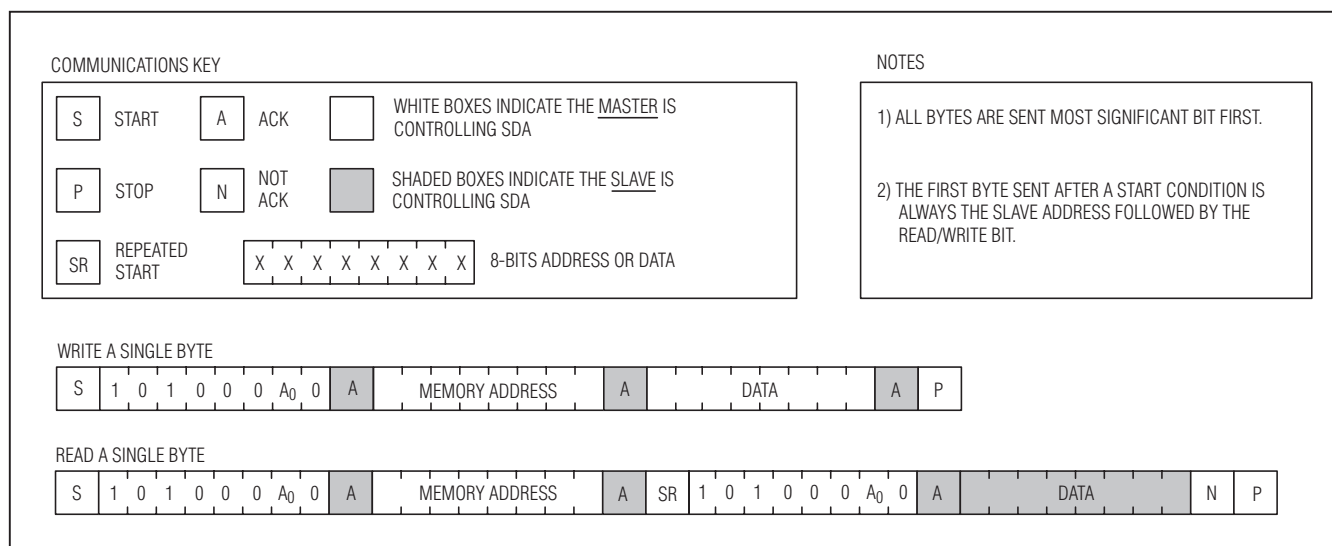 COMMUNICATIONS KEY
S START A ACK WHITE BOXES INDICATE THE MASTER IS
CONTROLLING SDA
P STOP N NOT
ACK SHADED BOXES INDICATE THE SLAVE IS
CONTROLLING SDA
SR REPEATED
START X X X X X X X X 8-BITS ADDRESS OR DATA
NOTES
1) ALL BYTES ARE SENT MOST SIGNIFICANT BIT FIRST.
2) THE FIRST BYTE SENT AFTER A START CONDITION IS
ALWAYS THE SLAVE ADDRESS FOLLOWED BY THE
READ/WRITE BIT.
WRITE A SINGLE BYTE
S 1 0 1 0 0 0 A0 0 A MEMORY ADDRESS A DATA A P
READ A SINGLE BYTE
S 1 0 1 0 0 0 A0 0 A MEMORY ADDRESS A SR 1 0 1 0 0 0 A0 0 A DATA N P